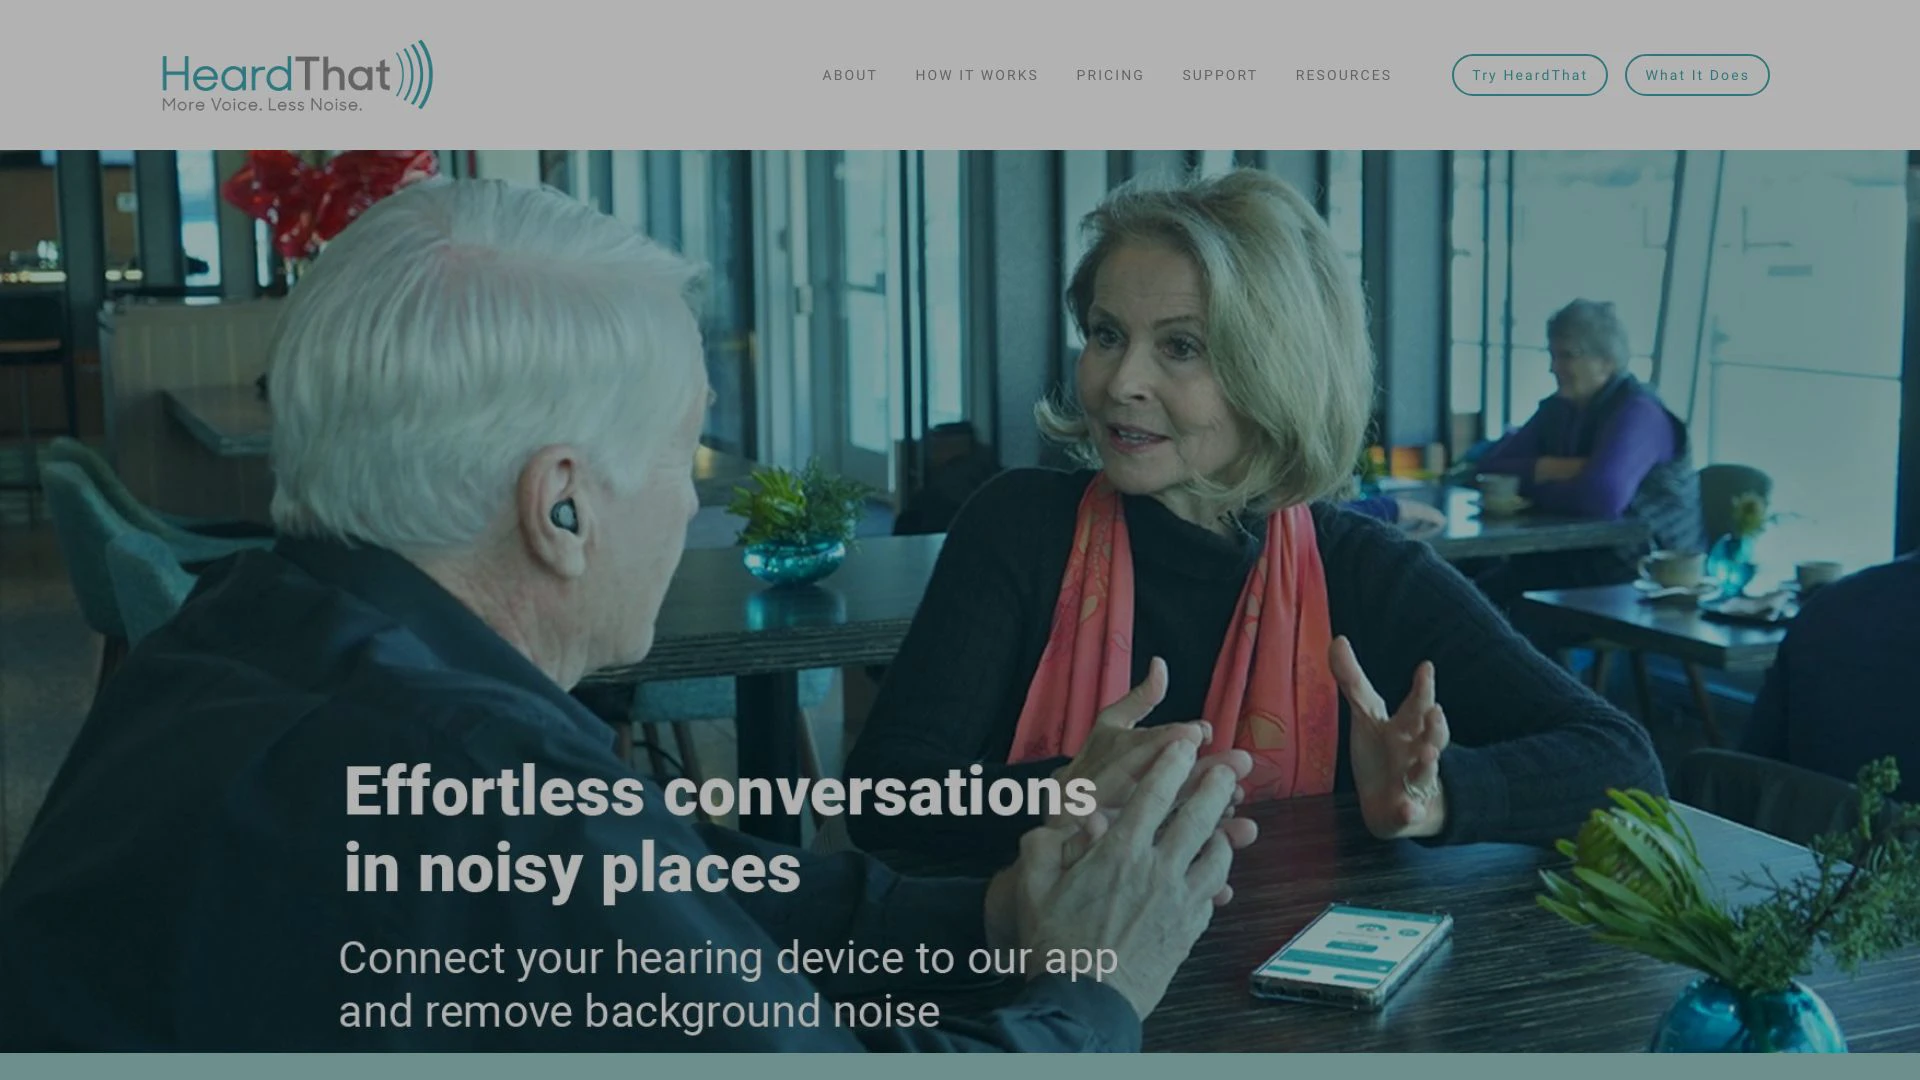 HeardThat
More Voice. Less Noise.
ABOUT HOW IT WORKS PRICING SUPPORT RESOURCES Try HeardThat What It Does
Effortless conversations
in noisy places
Connect your hearing device to our app
and remove background noise